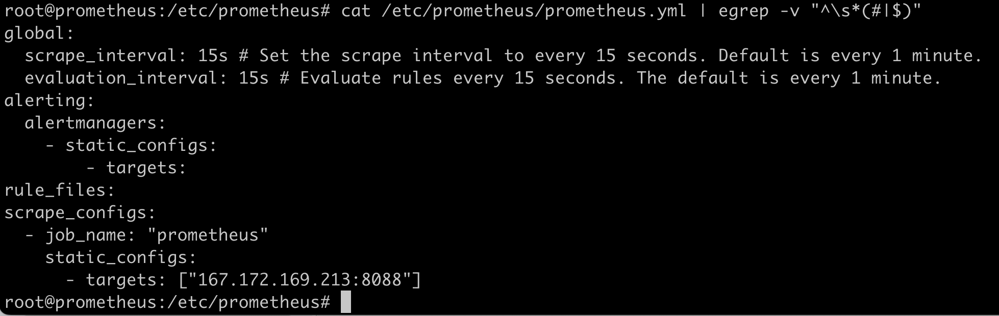 root@prometheus:/etc/prometheus# cat /etc/prometheus/prometheus.yml | egrep -v "^\s*(#|$)"
global:
  scrape_interval: 15s # Set the scrape interval to every 15 seconds. Default is every 1 minute.
  evaluation_interval: 15s # Evaluate rules every 15 seconds. The default is every 1 minute.
alerting:
  alertmanagers:
    - static_configs:
        - targets:
rule_files:
scrape_configs:
  - job_name: "prometheus"
    static_configs:
      - targets: ["167.172.169.213:8088"]
root@prometheus:/etc/prometheus#